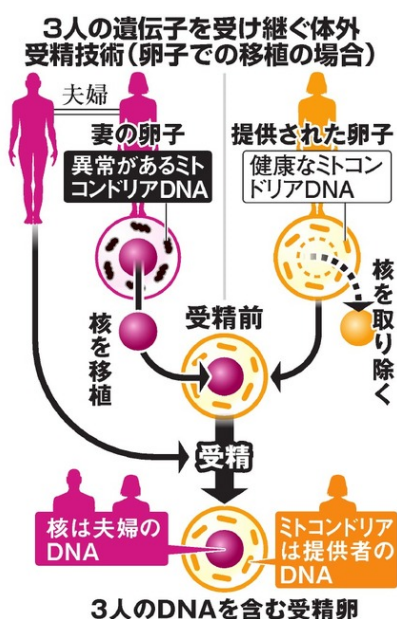 3人の遺伝子を受け継ぐ体外
受精技術(卵子での移植の場合)
夫婦
妻の卵子
異常があるミト
コンドリアDNA
提供された卵子
健康なミトコン
ドリアDNA
核を移植
受精前
核を取り除く
受精
核は夫婦の
DNA
ミトコンドリア
は提供者の
DNA
3人のDNAを含む受精卵